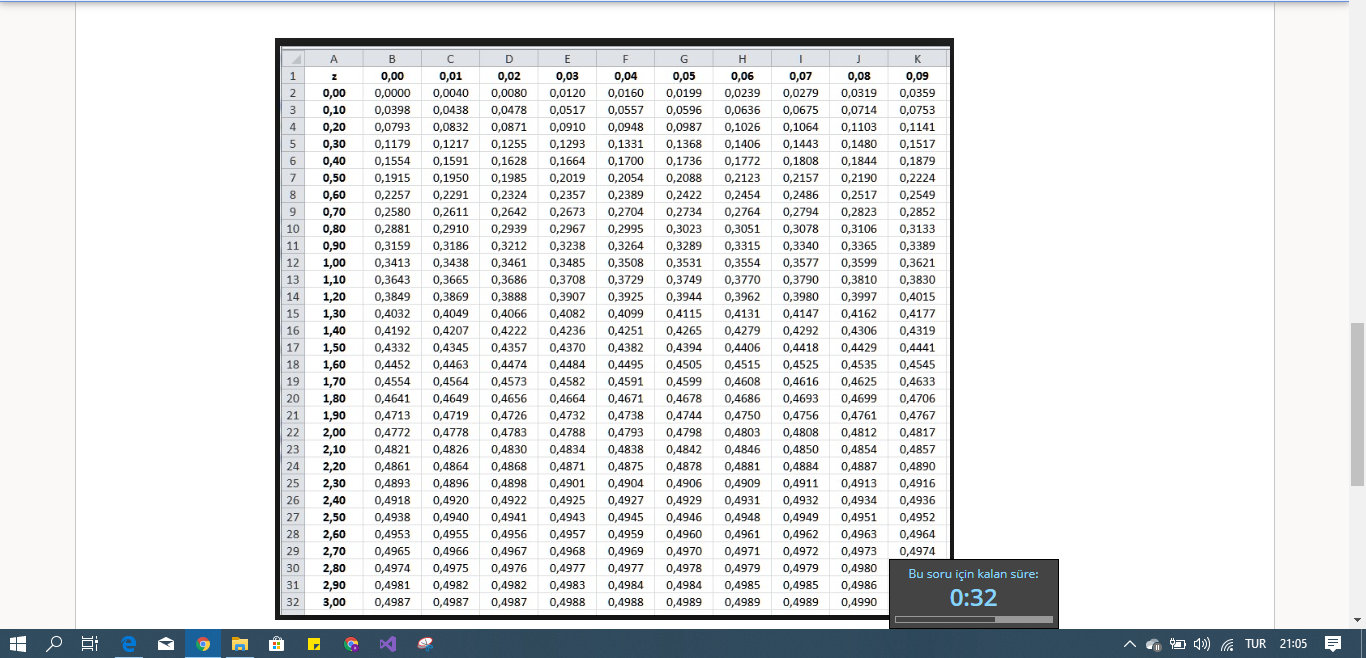 A B C D E F G H I J K
1 z 0,00 0,01 0,02 0,03 0,04 0,05 0,06 0,07 0,08 0,09
2 0,00 0,0000 0,0040 0,0080 0,0120 0,0160 0,0199 0,0239 0,0279 0,0319 0,0359
3 0,10 0,0398 0,0438 0,0478 0,0517 0,0557 0,0596 0,0636 0,0675 0,0714 0,0753
4 0,20 0,0793 0,0832 0,0871 0,0910 0,0948 0,0987 0,1026 0,1064 0,1103 0,1141
5 0,30 0,1179 0,1217 0,1255 0,1293 0,1331 0,1368 0,1406 0,1443 0,1480 0,1517
6 0,40 0,1554 0,1591 0,1628 0,1664 0,1700 0,1736 0,1772 0,1808 0,1844 0,1879
7 0,50 0,1915 0,1950 0,1985 0,2019 0,2054 0,2088 0,2123 0,2157 0,2190 0,2224
8 0,60 0,2257 0,2291 0,2324 0,2357 0,2389 0,2422 0,2454 0,2486 0,2517 0,2549
9 0,70 0,2580 0,2611 0,2642 0,2673 0,2704 0,2734 0,2764 0,2794 0,2823 0,2852
10 0,80 0,2881 0,2910 0,2939 0,2967 0,2995 0,3023 0,3051 0,3078 0,3106 0,3133
11 0,90 0,3159 0,3186 0,3212 0,3238 0,3264 0,3289 0,3315 0,3340 0,3365 0,3389
12 1,00 0,3413 0,3438 0,3461 0,3485 0,3508 0,3531 0,3554 0,3577 0,3599 0,3621
13 1,10 0,3643 0,3665 0,3686 0,3708 0,3729 0,3749 0,3770 0,3790 0,3810 0,3830
14 1,20 0,3849 0,3869 0,3888 0,3907 0,3925 0,3944 0,3962 0,3980 0,3997 0,4015
15 1,30 0,4032 0,4049 0,4066 0,4082 0,4099 0,4115 0,4131 0,4147 0,4162 0,4177
16 1,40 0,4192 0,4207 0,4222 0,4236 0,4251 0,4265 0,4279 0,4292 0,4306 0,4319
17 1,50 0,4332 0,4345 0,4357 0,4370 0,4382 0,4394 0,4406 0,4418 0,4429 0,4441
18 1,60 0,4452 0,4463 0,4474 0,4484 0,4495 0,4505 0,4515 0,4525 0,4535 0,4545
19 1,70 0,4554 0,4564 0,4573 0,4582 0,4591 0,4599 0,4608 0,4616 0,4625 0,4633
20 1,80 0,4641 0,4649 0,4656 0,4664 0,4671 0,4678 0,4686 0,4693 0,4699 0,4706
21 1,90 0,4713 0,4719 0,4726 0,4732 0,4738 0,4744 0,4750 0,4756 0,4761 0,4767
22 2,00 0,4772 0,4778 0,4783 0,4788 0,4793 0,4798 0,4803 0,4808 0,4812 0,4817
23 2,10 0,4821 0,4826 0,4830 0,4834 0,4838 0,4842 0,4846 0,4850 0,4854 0,4857
24 2,20 0,4861 0,4864 0,4868 0,4871 0,4875 0,4878 0,4881 0,4884 0,4887 0,4890
25 2,30 0,4893 0,4896 0,4898 0,4901 0,4904 0,4906 0,4909 0,4911 0,4913 0,4916
26 2,40 0,4918 0,4920 0,4922 0,4925 0,4927 0,4929 0,4931 0,4932 0,4934 0,4936
27 2,50 0,4938 0,4940 0,4941 0,4943 0,4945 0,4946 0,4948 0,4949 0,4951 0,4952
28 2,60 0,4953 0,4955 0,4956 0,4957 0,4959 0,4960 0,4961 0,4962 0,4963 0,4964
29 2,70 0,4965 0,4966 0,4967 0,4968 0,4969 0,4970 0,4971 0,4972 0,4973 0,4974
30 2,80 0,4974 0,4975 0,4976 0,4977 0,4977 0,4978 0,4979 0,4979 0,4980
31 2,90 0,4981 0,4982 0,4982 0,4983 0,4984 0,4984 0,4985 0,4985 0,4986
32 3,00 0,4987 0,4987 0,4987 0,4988 0,4988 0,4989 0,4989 0,4989 0,4990
Bu soru için kalan süre:
0:32
TUR 21:05